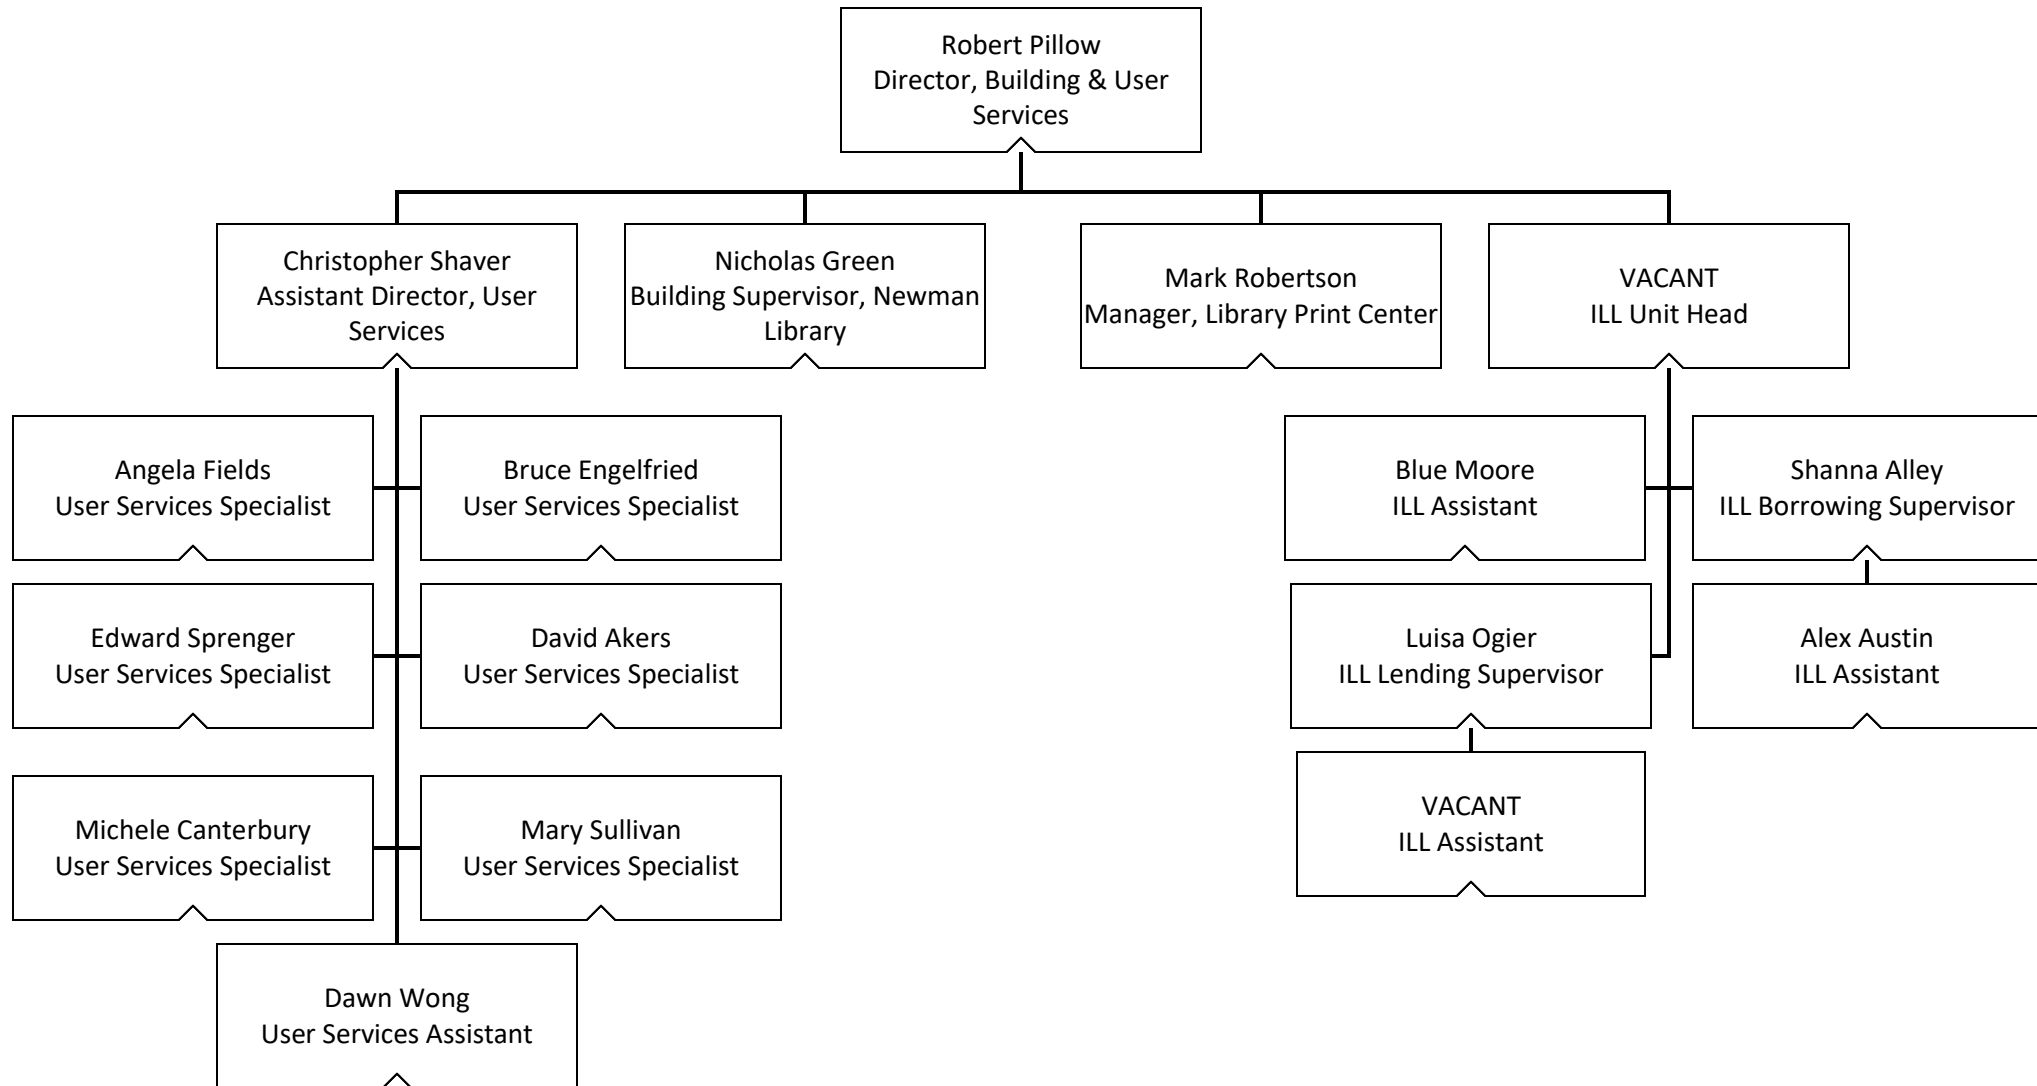 Robert Pillow
Director, Building & User
Services
Christopher Shaver
Assistant Director, User
Services
Nicholas Green
Building Supervisor, Newman
Library
Mark Robertson
Manager, Library Print Center
VACANT
ILL Unit Head
Angela Fields
User Services Specialist
Bruce Engelfried
User Services Specialist
Blue Moore
ILL Assistant
Shanna Alley
ILL Borrowing Supervisor
Edward Sprenger
User Services Specialist
David Akers
User Services Specialist
Luisa Ogier
ILL Lending Supervisor
Alex Austin
ILL Assistant
Michele Canterbury
User Services Specialist
Mary Sullivan
User Services Specialist
VACANT
ILL Assistant
Dawn Wong
User Services Assistant